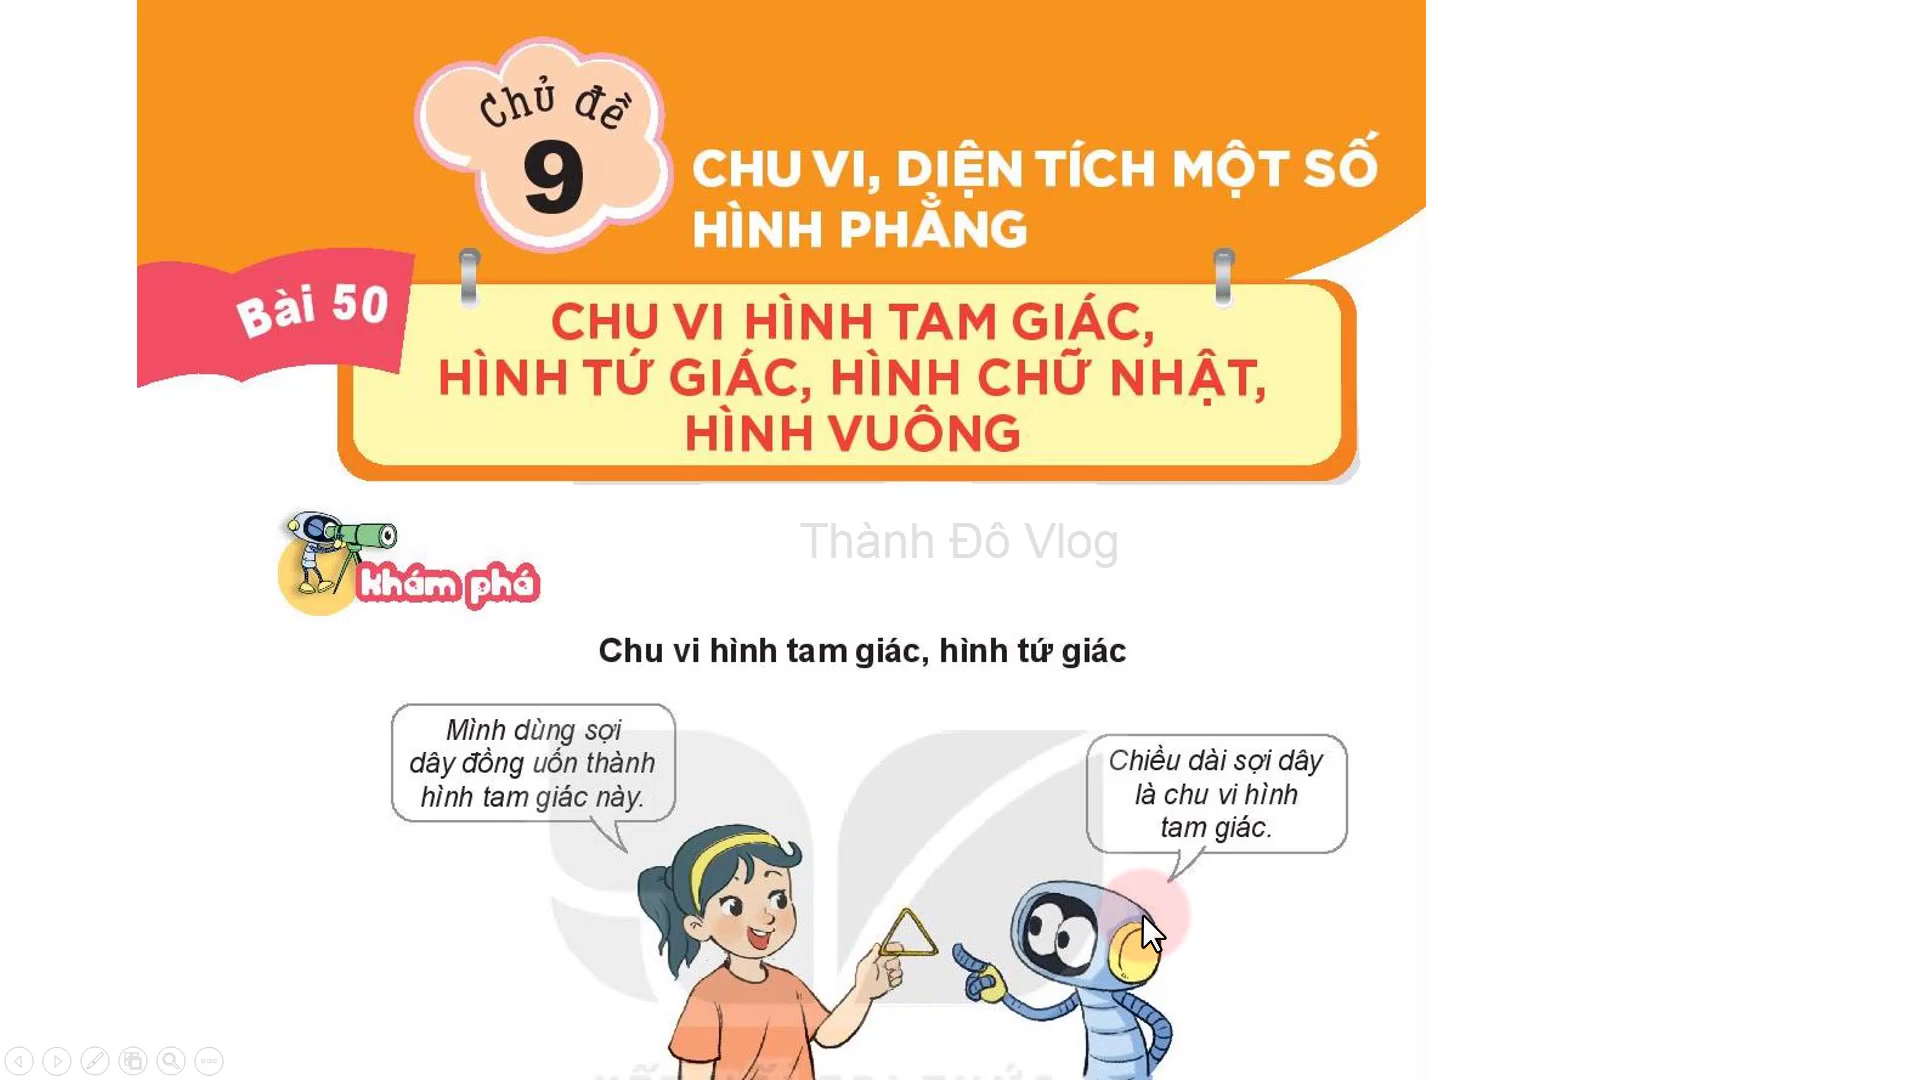 Chủ đề
9
CHU VI, DIỆN TÍCH MỘT SỐ
HÌNH PHẲNG
Bài 50
CHU VI HÌNH TAM GIÁC,
HÌNH TỨ GIÁC, HÌNH CHỮ NHẬT,
HÌNH VUÔNG
Thành Đô Vlog
Khám phá
Chu vi hình tam giác, hình tứ giác
Mình dùng sợi
dây đồng uốn thành
hình tam giác này.
Chiều dài sợi dây
là chu vi hình
tam giác.